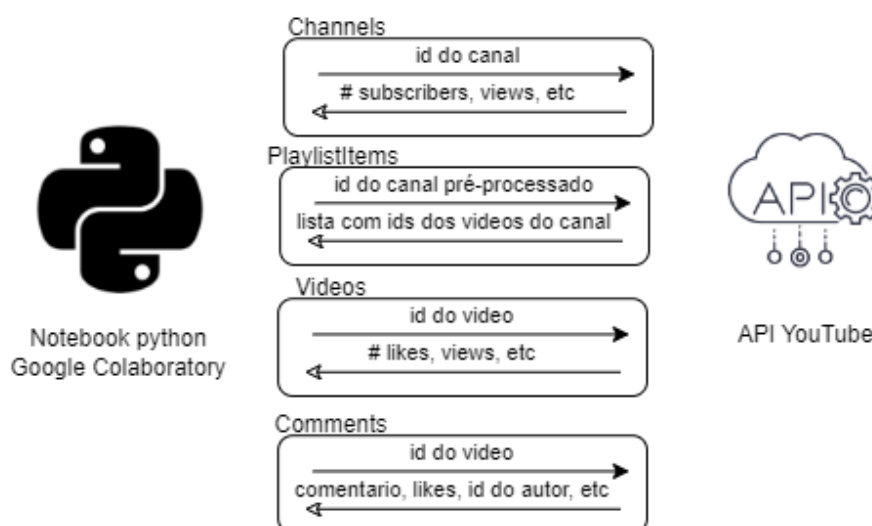 Channels
id do canal
# subscribers, views, etc
PlaylistItems
id do canal pré-processado
lista com ids dos videos do canal
Videos
id do video
# likes, views, etc
Comments
id do video
comentario, likes, id do autor, etc
Notebook python
Google Colaboratory
API
API YouTube